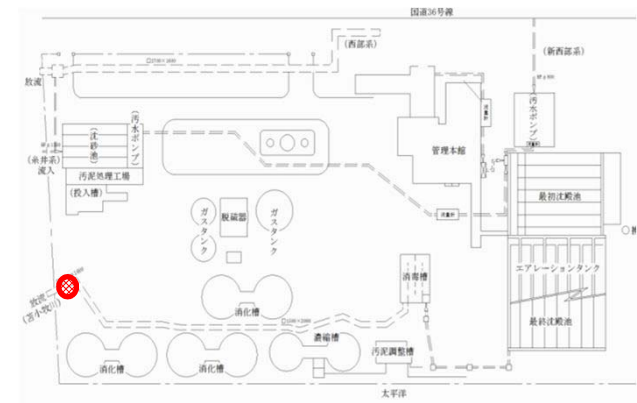 国道36号線
(西部系)
(新西部系)
放流
(汚水ポンプ)
(沈砂池)
(汚水ポンプ)
管理本館
(糸井系)
流入
汚泥処理工場
(投入槽)
最初沈殿池
ガスタンク
脱硫器
ガスタンク
エアレーションタンク
消毒槽
放流
(苫小牧川)
消化槽
最終沈殿池
濃縮槽
汚泥調整槽
消化槽
消化槽
太平洋